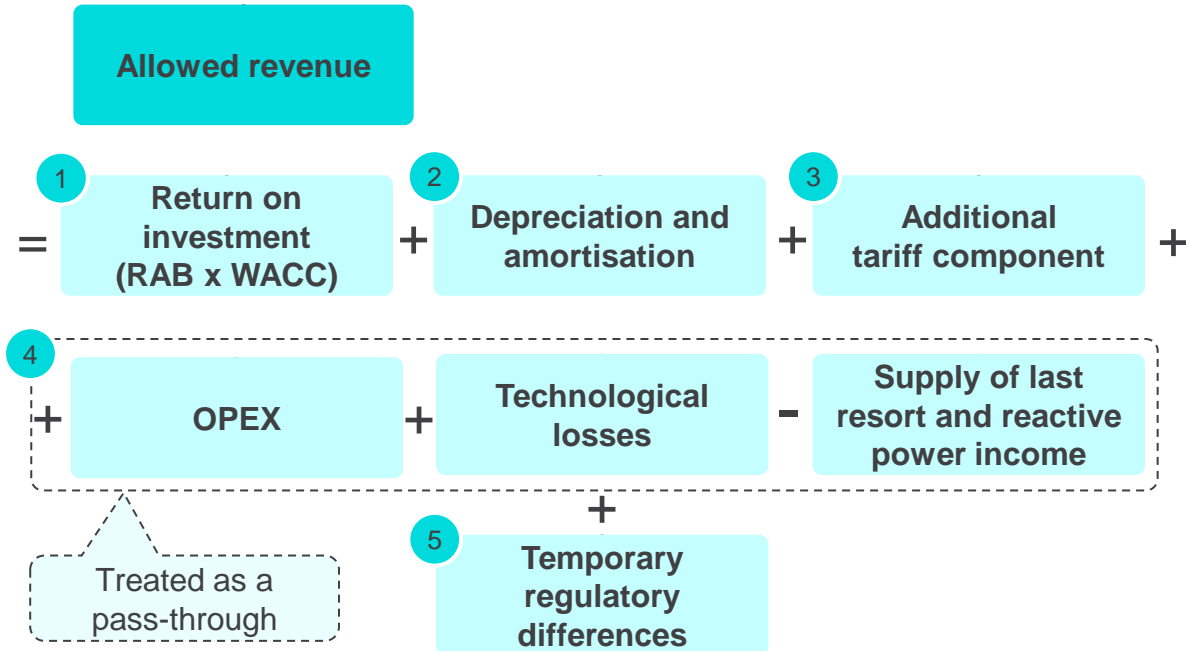 Allowed revenue
1
2
3
=
Return on
investment
(RAB x WACC)
+
Depreciation and
amortisation
+
Additional
tariff component
+
4
+
OPEX
+
Technological
losses
-
Supply of last
resort and reactive
power income
+
Treated as a
pass-through
5
Temporary
regulatory
differences